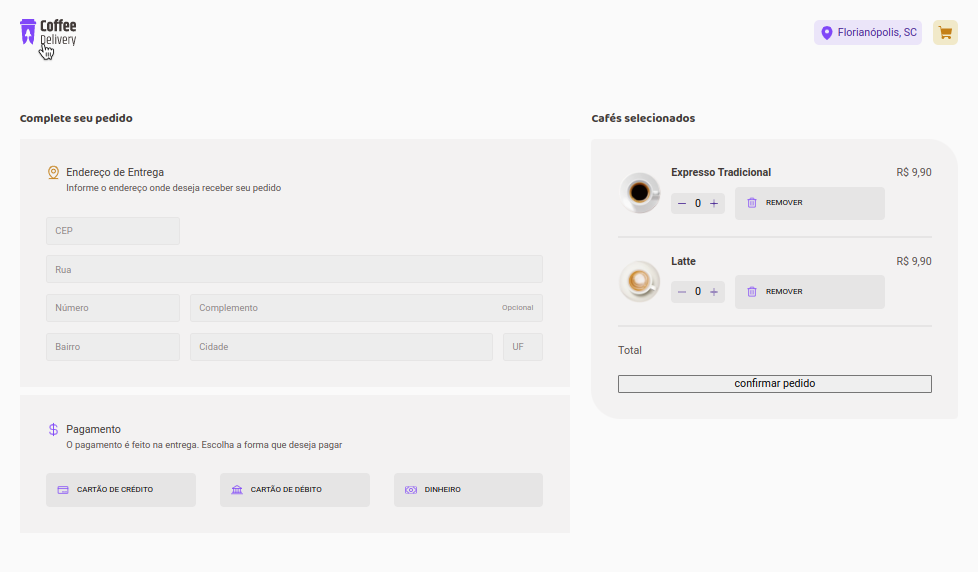 Coffee
Delivery
Florianópolis, SC
Complete seu pedido
Endereço de Entrega
Informe o endereço onde deseja receber seu pedido
CEP
Rua
Número
Complemento
Opcional
Bairro
Cidade
UF
Pagamento
O pagamento é feito na entrega. Escolha a forma que deseja pagar
CARTÃO DE CRÉDITO
CARTÃO DE DÉBITO
DINHEIRO
Cafés selecionados
Expresso Tradicional
R$ 9,90
— 0 +
REMOVER
Latte
R$ 9,90
— 0 +
REMOVER
Total
confirmar pedido